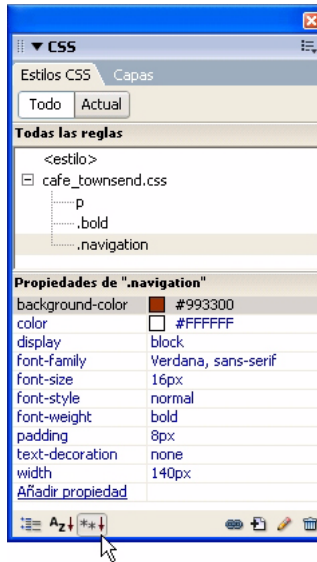 CSS
Estilos CSS Capas
Todo Actual
Todas las reglas
<estilo>
cafe_townsend.css
p
.bold
.navigation
Propiedades de ".navigation"
background-color #993300
color #FFFFFF
display block
font-family Verdana, sans-serif
font-size 16px
font-style normal
font-weight bold
padding 8px
text-decoration none
width 140px
Añadir propiedad
AZ↓ **↓